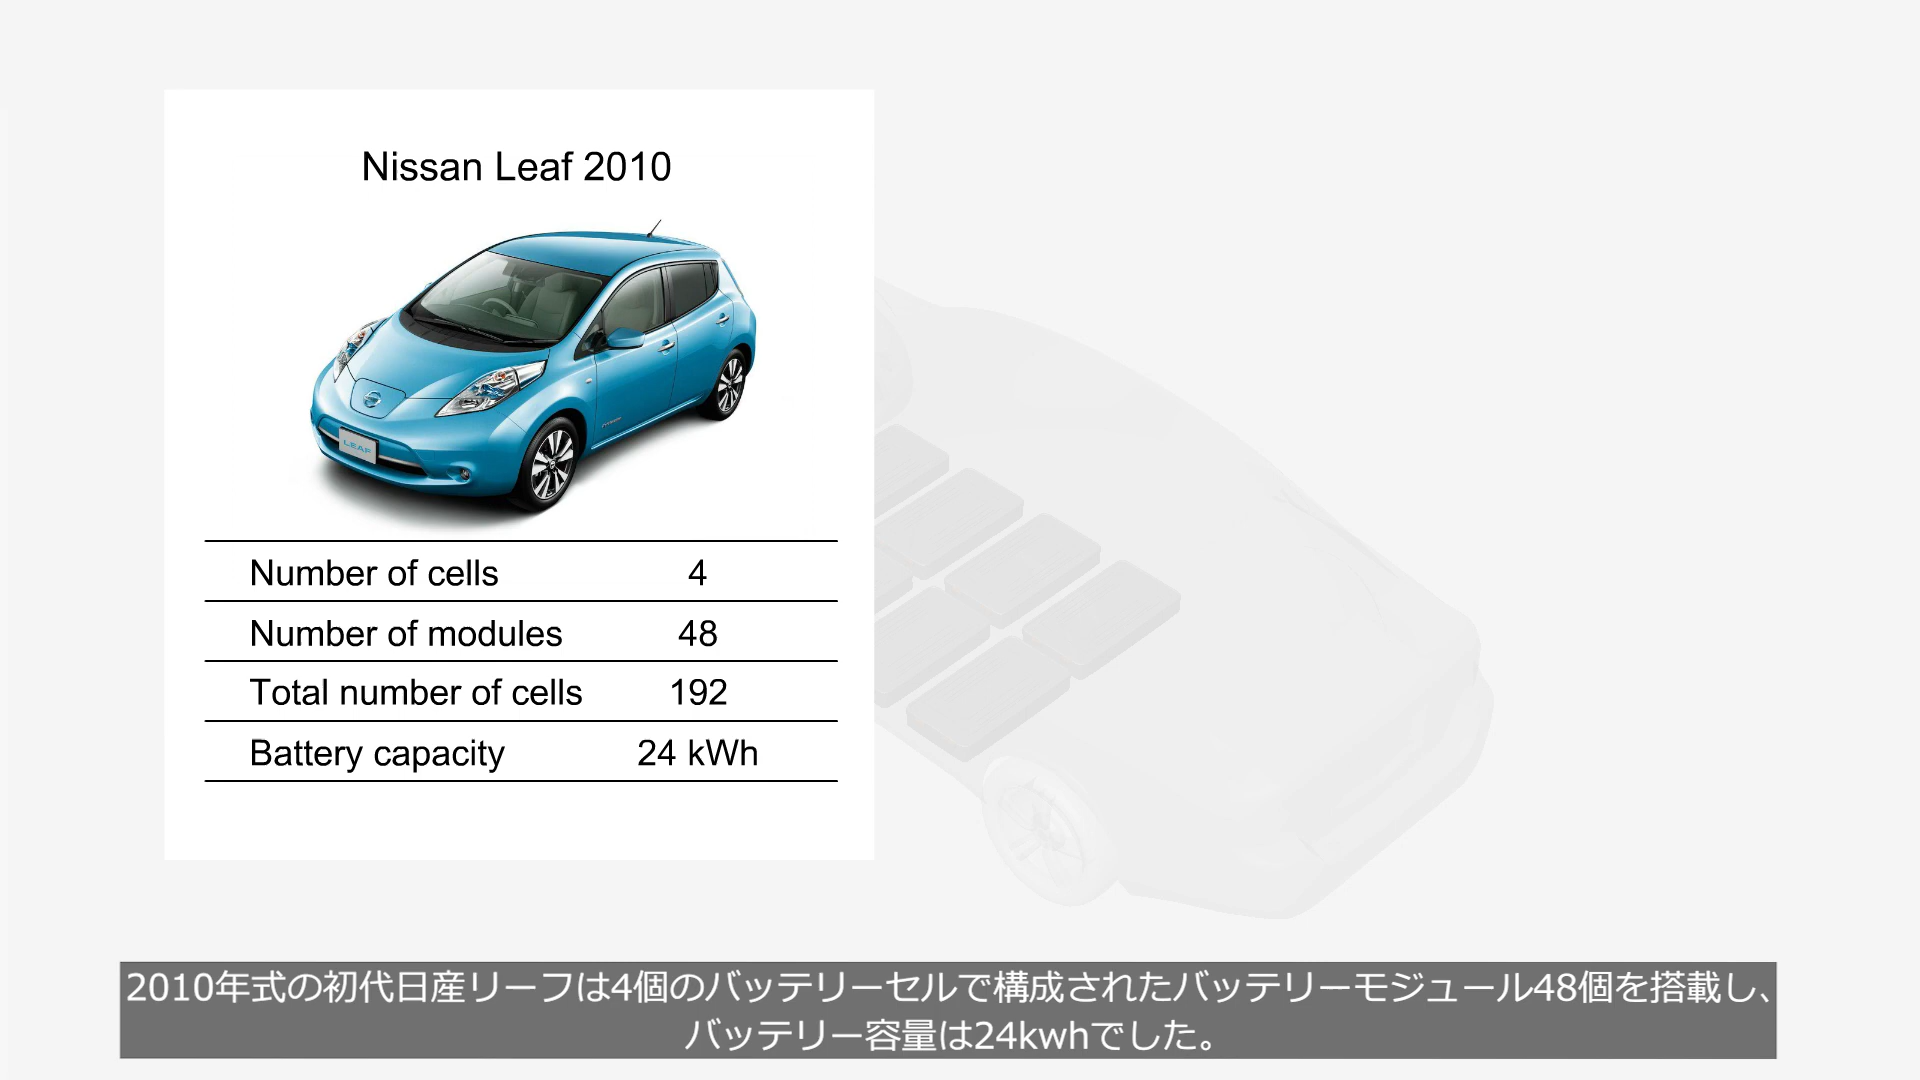 Nissan Leaf 2010
LEAF
Number of cells 4
Number of modules 48
Total number of cells 192
Battery capacity 24 kWh
2010年式の初代日産リーフは4個のバッテリーセルで構成されたバッテリーモジュール48個を搭載し、
バッテリー容量は24kwhでした。